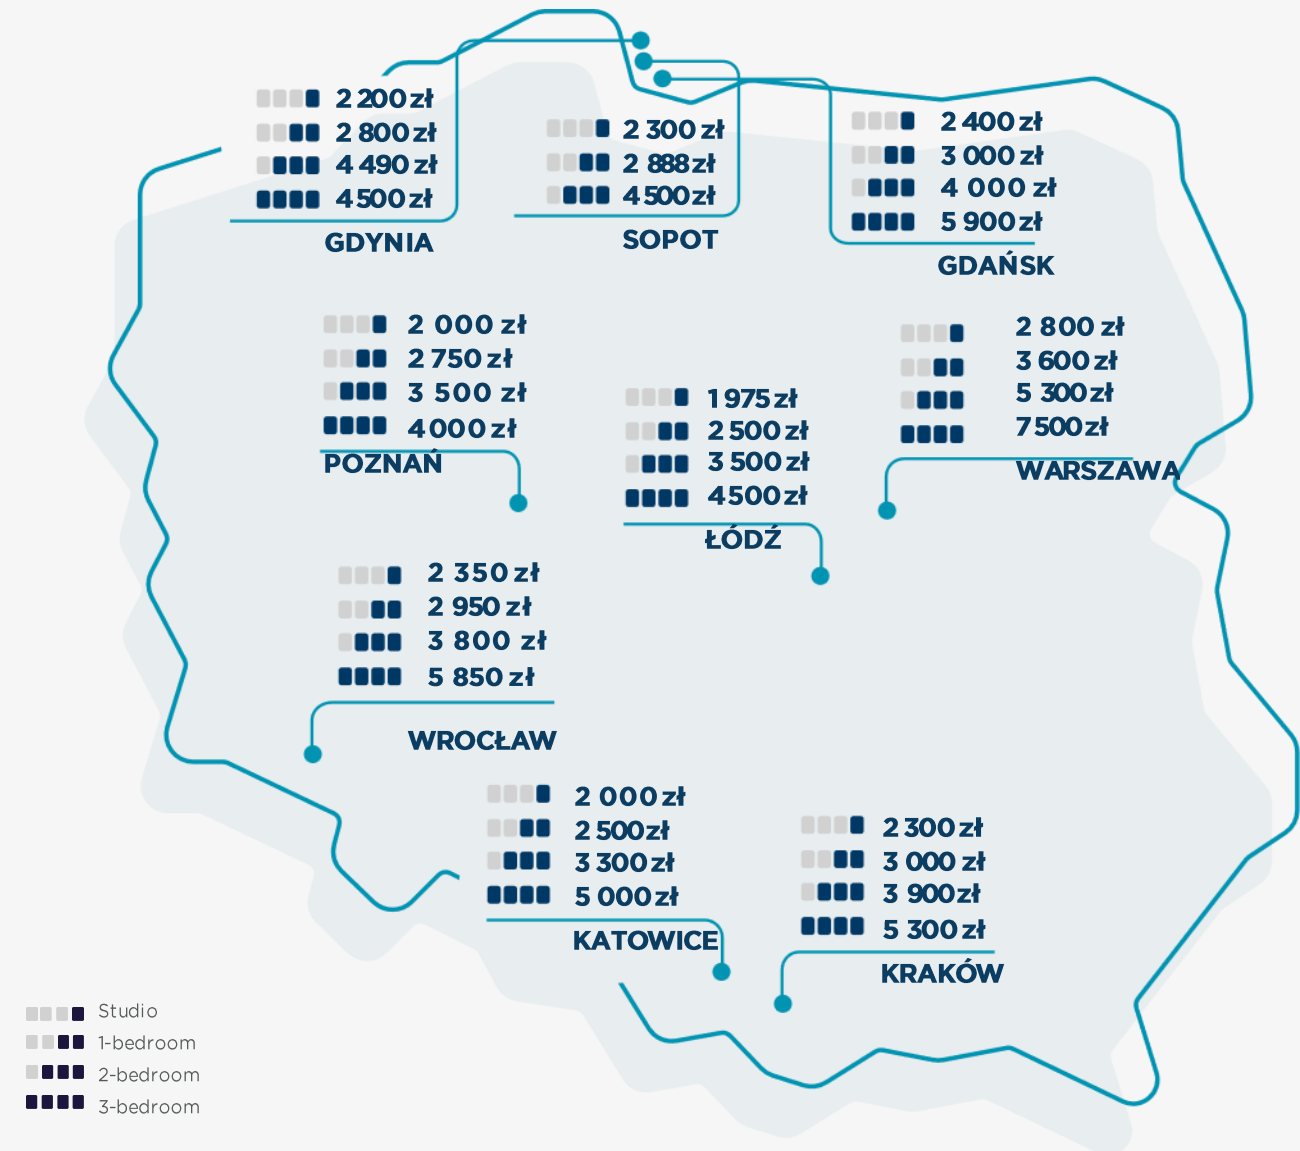 2 200 zł
2 800 zł
4 490 zł
4 500 zł
GDYNIA
2 300 zł
2 888 zł
4 500 zł
SOPOT
2 400 zł
3 000 zł
4 000 zł
5 900 zł
GDAŃSK
2 000 zł
2 750 zł
3 500 zł
4 000 zł
POZNAŃ
1 975 zł
2 500 zł
3 500 zł
4 500 zł
ŁÓDŹ
2 800 zł
3 600 zł
5 300 zł
7 500 zł
WARSZAWA
2 350 zł
2 950 zł
3 800 zł
5 850 zł
WROCŁAW
2 000 zł
2 500 zł
3 300 zł
5 000 zł
KATOWICE
2 300 zł
3 000 zł
3 900 zł
5 300 zł
KRAKÓW
Studio
1-bedroom
2-bedroom
3-bedroom